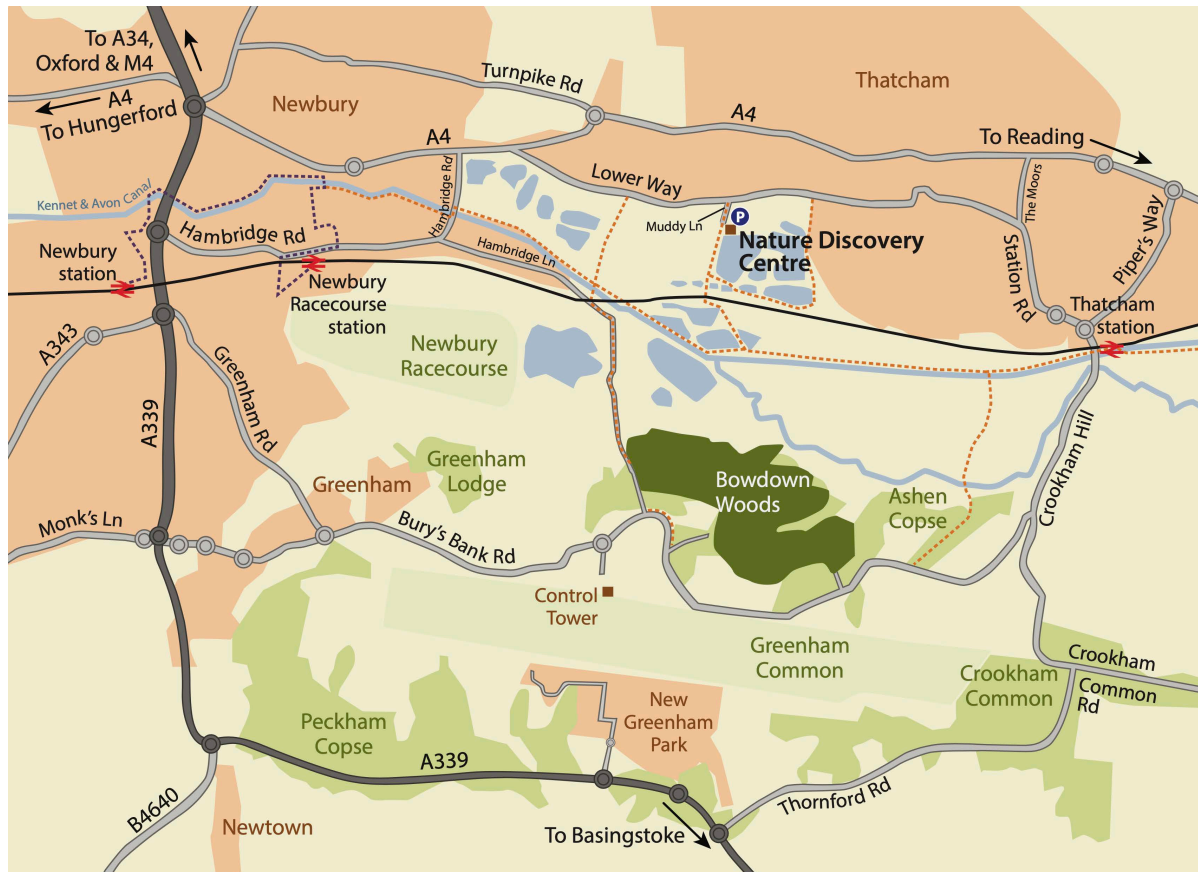 To A34,
Oxford & M4
A4
To Hungerford
Newbury
Turnpike Rd
Thatcham
A4
A4
To Reading
Kennet & Avon Canal
Hambridge Rd
Lower Way
The Moors
Piper's Way
Muddy Ln
P
Nature Discovery
Centre
Hambridge Rd
Hambridge Ln
Newbury
station
Newbury
Racecourse
station
Station Rd
Thatcham
station
A343
Greenham Rd
Newbury
Racecourse
A339
Greenham
Lodge
Greenham
Bowdown
Woods
Ashen
Copse
Crookham Hill
Monk's Ln
Bury's Bank Rd
Control
Tower
Greenham
Common
Crookham
Common
Crookham
Common
Rd
Peckham
Copse
New
Greenham
Park
A339
B4640
Newtown
To Basingstoke
Thornford Rd